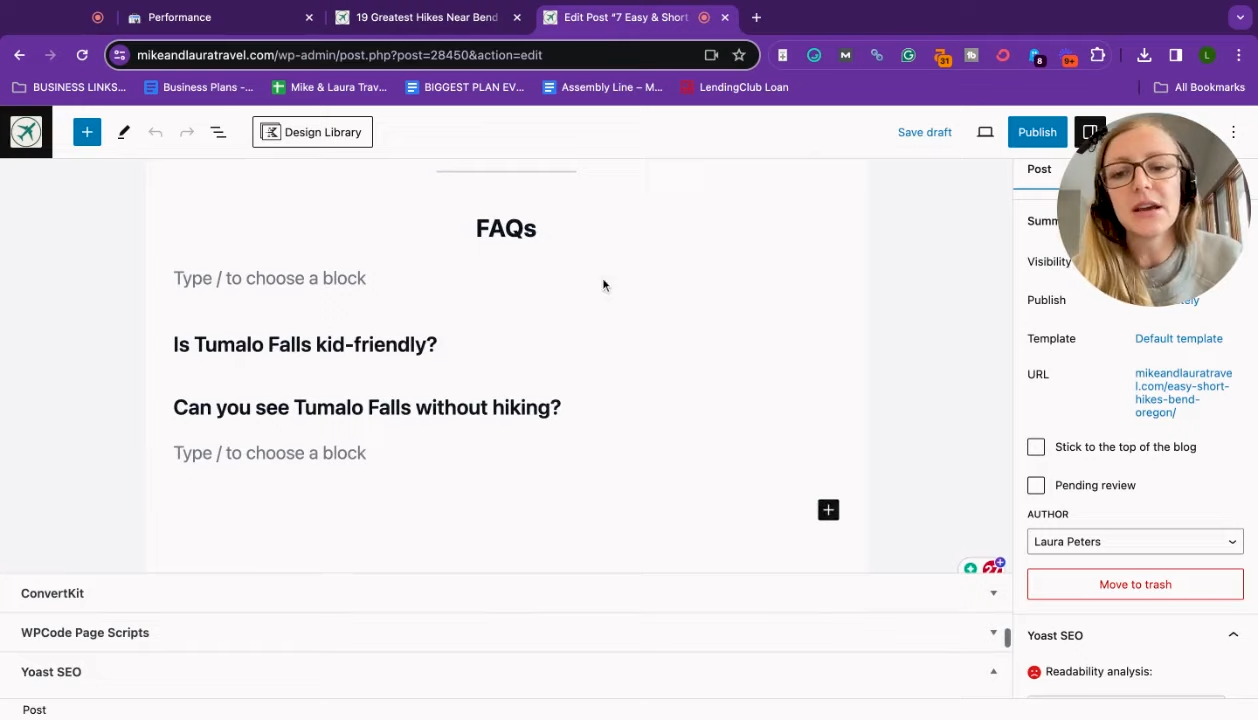 Performance
19 Greatest Hikes Near Bend
Edit Post "7 Easy & Short
mikeandlauratravel.com/wp-admin/post.php?post=28450&action=edit
31
8
9+
L
BUSINESS LINKS...
Business Plans -...
Mike & Laura Trav...
BIGGEST PLAN EV...
Assembly Line – M...
LendingClub Loan
All Bookmarks
Design Library
Save draft
Publish
Post
FAQs
Type / to choose a block
Is Tumalo Falls kid-friendly?
Can you see Tumalo Falls without hiking?
Type / to choose a block
27
Visibility
Publish
Template
Default template
URL
mikeandlauratrave
l.com/easy-short-
hikes-bend-
oregon/
Stick to the top of the blog
Pending review
AUTHOR
Laura Peters
Move to trash
Yoast SEO
Readability analysis:
ConvertKit
WPCode Page Scripts
Yoast SEO
Post